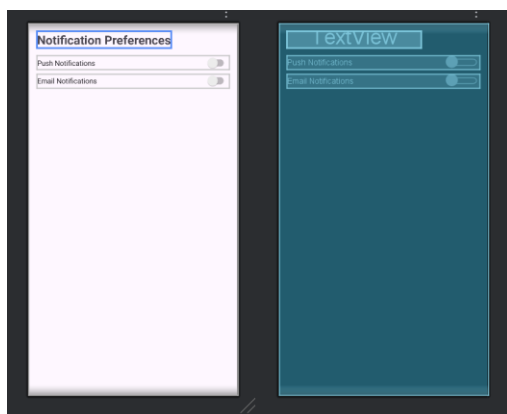 Notification Preferences
Push Notifications
Email Notifications
TextView
Push Notifications
Email Notifications